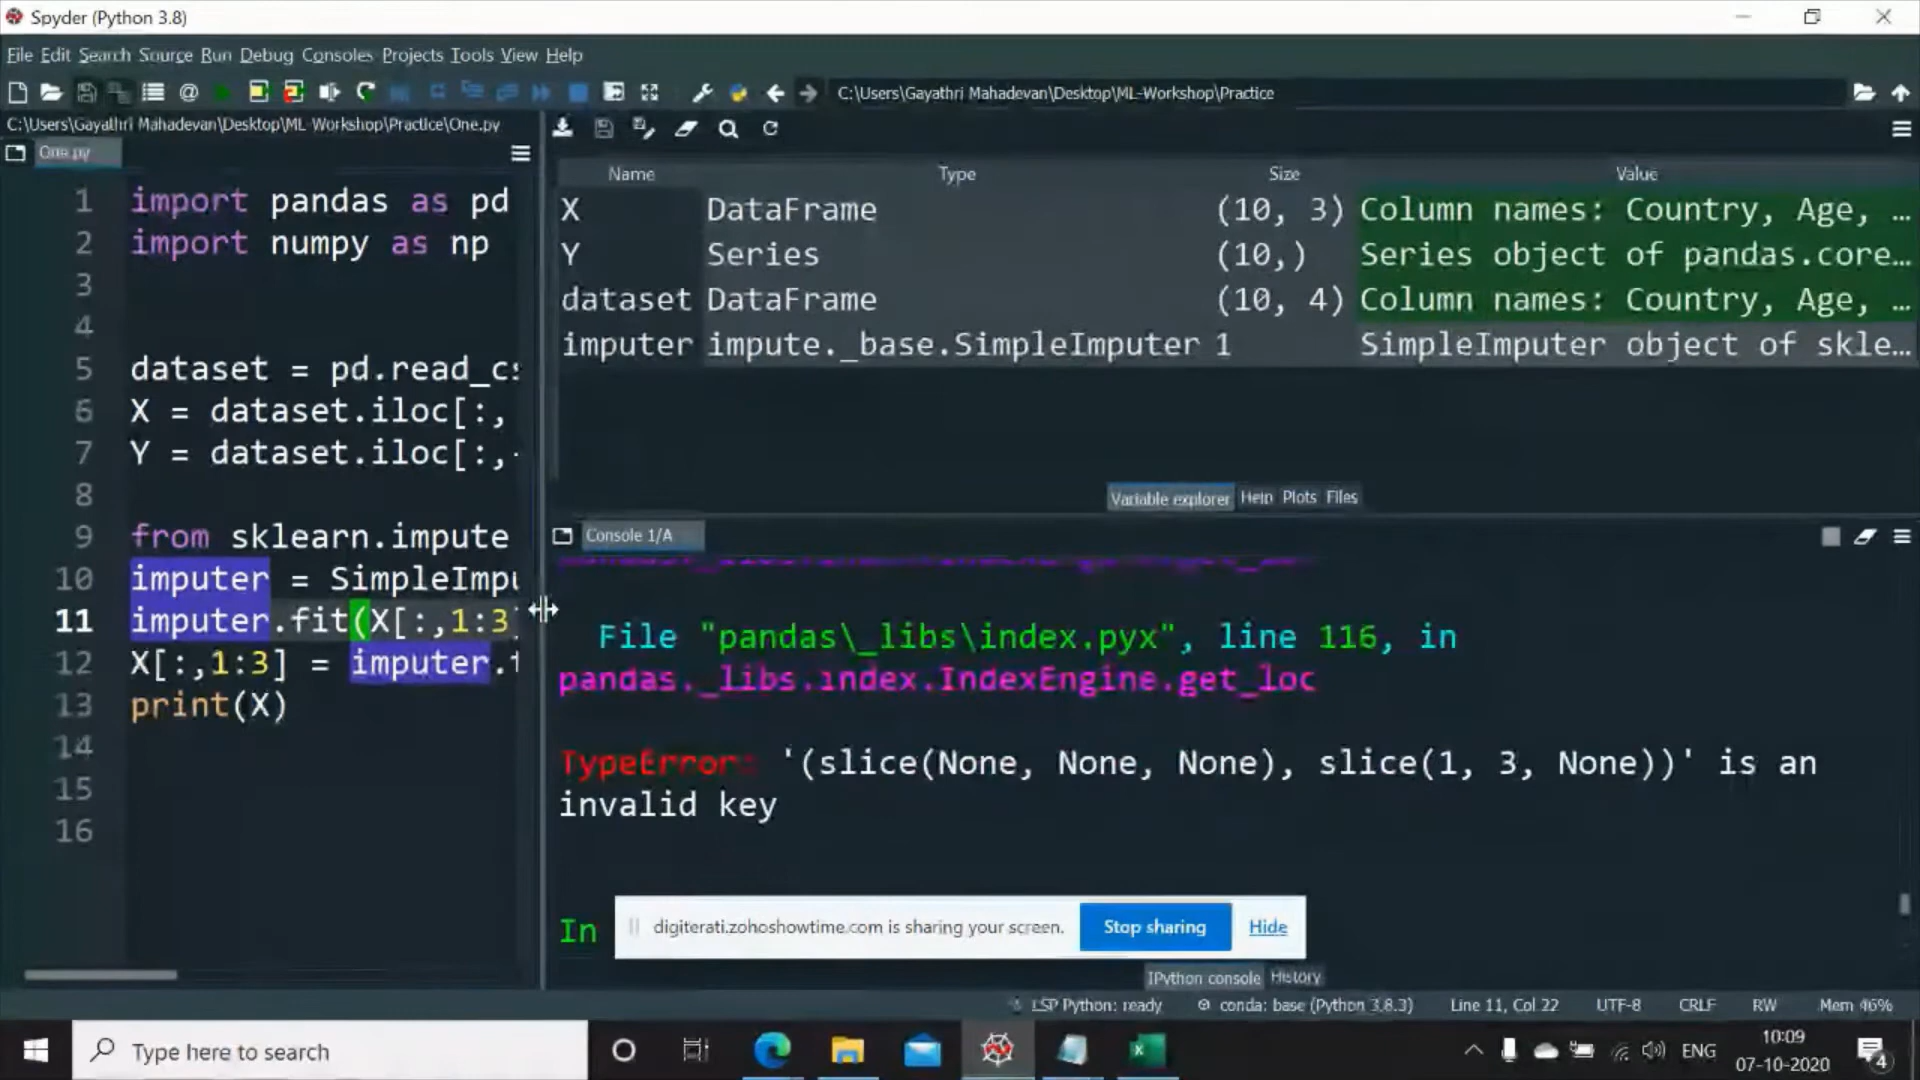 Spyder (Python 3.8)
File Edit Search Source Run Debug Consoles Projects Tools View Help
C:\Users\Gayathri Mahadevan\Desktop\ML-Workshop\Practice
C:\Users\Gayathri Mahadevan\Desktop\ML-Workshop\Practice\One.py
One.py
1 import pandas as pd
2 import numpy as np
3
4
5 dataset = pd.read_cs
6 X = dataset.iloc[:,
7 Y = dataset.iloc[:,-
8
9 from sklearn.impute
10 imputer = SimpleImpu
11 imputer.fit(X[:,1:3]
12 X[:,1:3] = imputer.t
13 print(X)
14
15
16
Name Type Size Value
X DataFrame (10, 3) Column names: Country, Age, …
Y Series (10,) Series object of pandas.core…
dataset DataFrame (10, 4) Column names: Country, Age, …
imputer impute._base.SimpleImputer 1 SimpleImputer object of skle…
Variable explorer Help Plots Files
Console 1/A
File "pandas\_libs\index.pyx", line 116, in
pandas._libs.index.IndexEngine.get_loc
TypeError: '(slice(None, None, None), slice(1, 3, None))' is an
invalid key
In
digiterati.zohoshowtime.com is sharing your screen. Stop sharing Hide
IPython console History
LSP Python: ready conda: base (Python 3.8.3) Line 11, Col 22 UTF-8 CRLF RW Mem 46%
Type here to search
ENG
10:09
07-10-2020
4